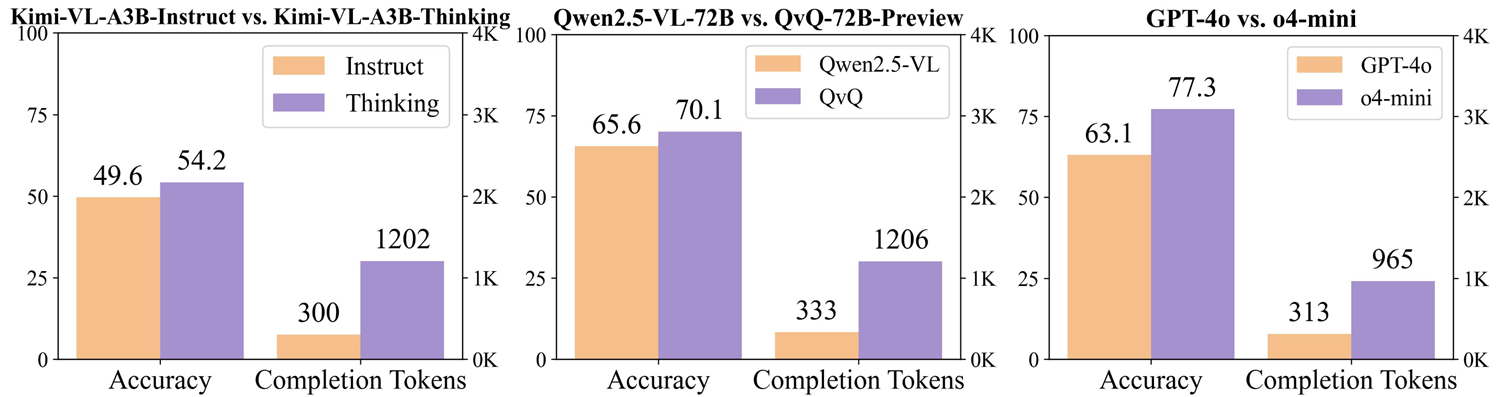 Kimi-VL-A3B-Instruct vs. Kimi-VL-A3B-Thinking
100
75
50
25
0
4K
3K
2K
1K
0K
Instruct
Thinking
49.6
54.2
300
1202
Accuracy
Completion Tokens
Qwen2.5-VL-72B vs. QvQ-72B-Preview
100
75
50
25
0
4K
3K
2K
1K
0K
Qwen2.5-VL
QvQ
65.6
70.1
333
1206
Accuracy
Completion Tokens
GPT-4o vs. o4-mini
100
75
50
25
0
4K
3K
2K
1K
0K
GPT-4o
o4-mini
63.1
77.3
313
965
Accuracy
Completion Tokens